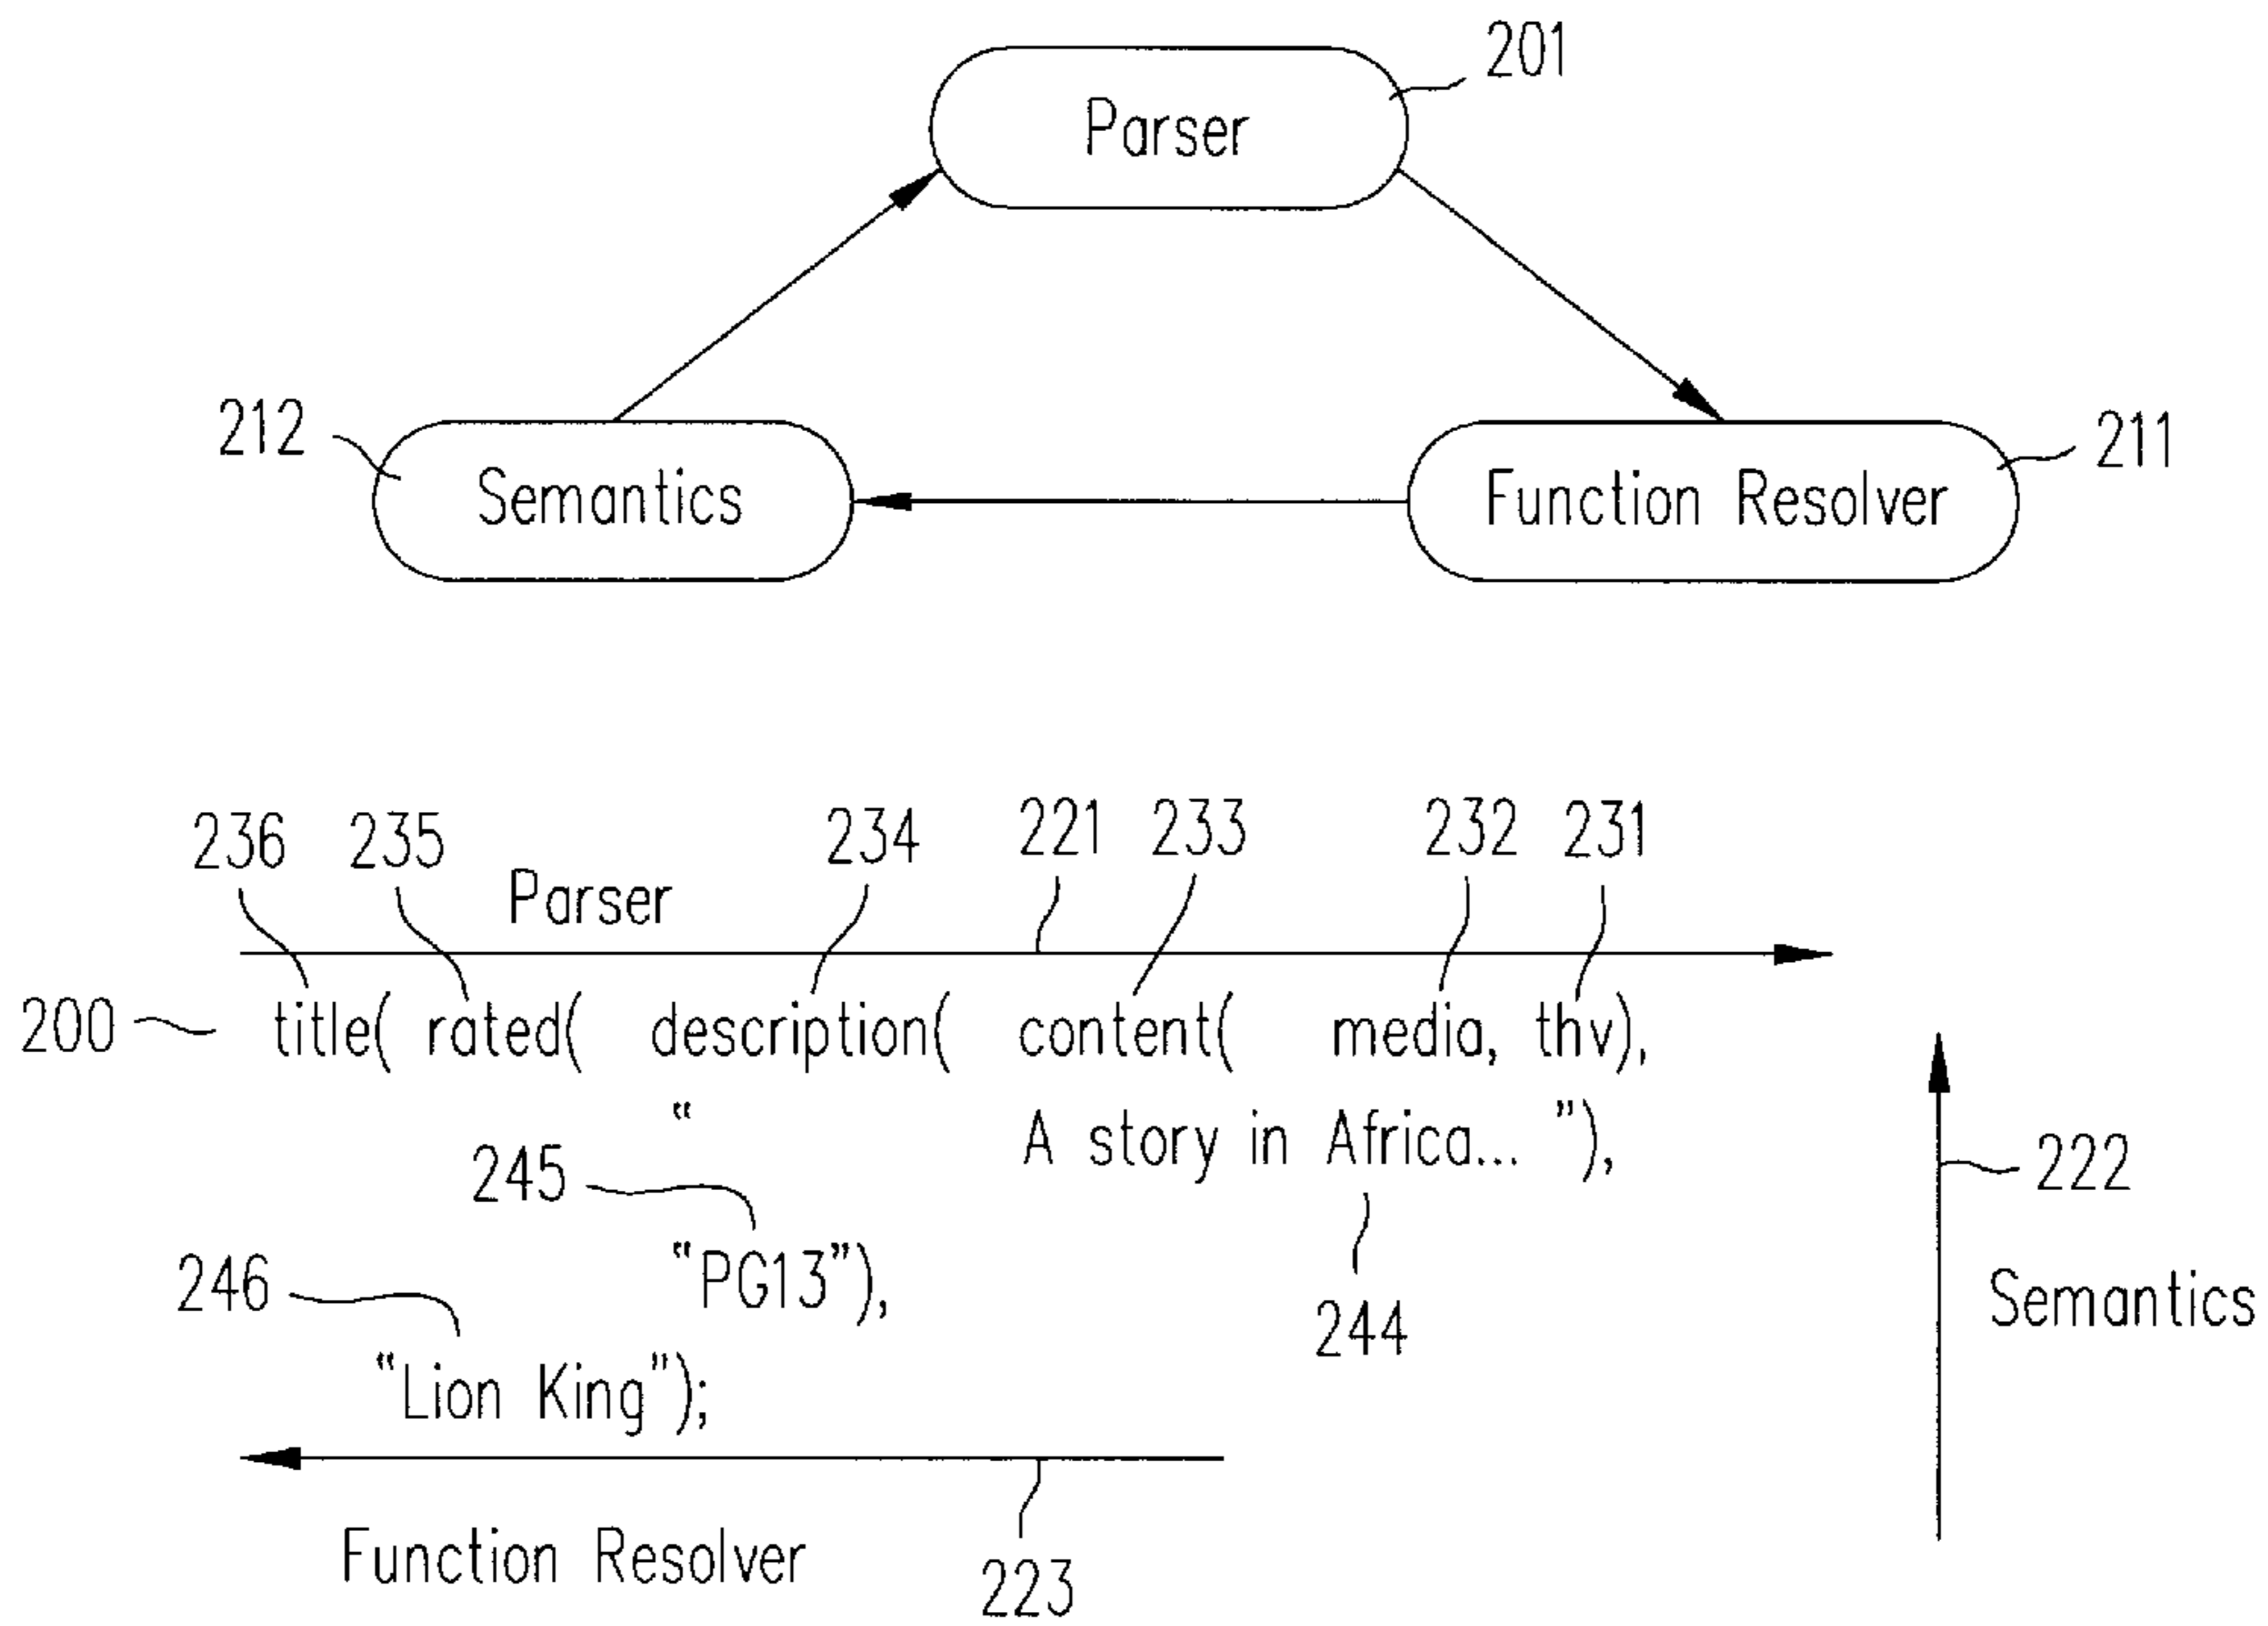 201
Parser
212
211
Semantics
Function Resolver
236 235 234 221 233 232 231
Parser
200 title( rated( description( content( media, thv),
“ A story in Africa... ”),
245
222
“PG13”),
246
244
Semantics
“Lion King”);
Function Resolver
223